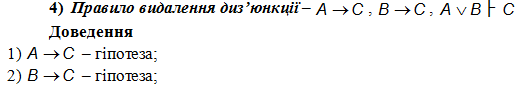 4) Правило видалення диз’юнкції – A → C , B → C , A ∨ B ⊢ C
Доведення
1) A → C – гіпотеза;
2) B → C – гіпотеза;